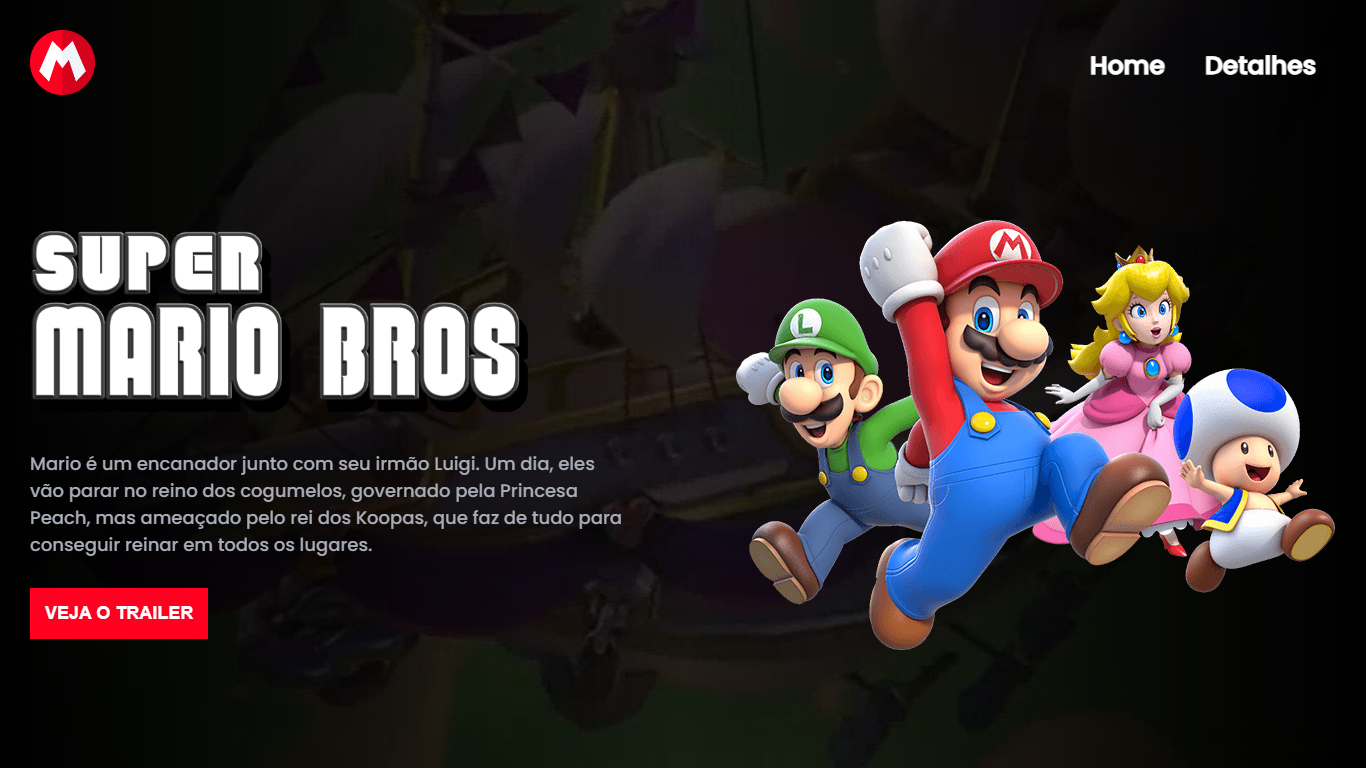 M
Home Detalhes
SUPER
MARIO BROS
Mario é um encanador junto com seu irmão Luigi. Um dia, eles
vão parar no reino dos cogumelos, governado pela Princesa
Peach, mas ameaçado pelo rei dos Koopas, que faz de tudo para
conseguir reinar em todos os lugares.
VEJA O TRAILER
M
L